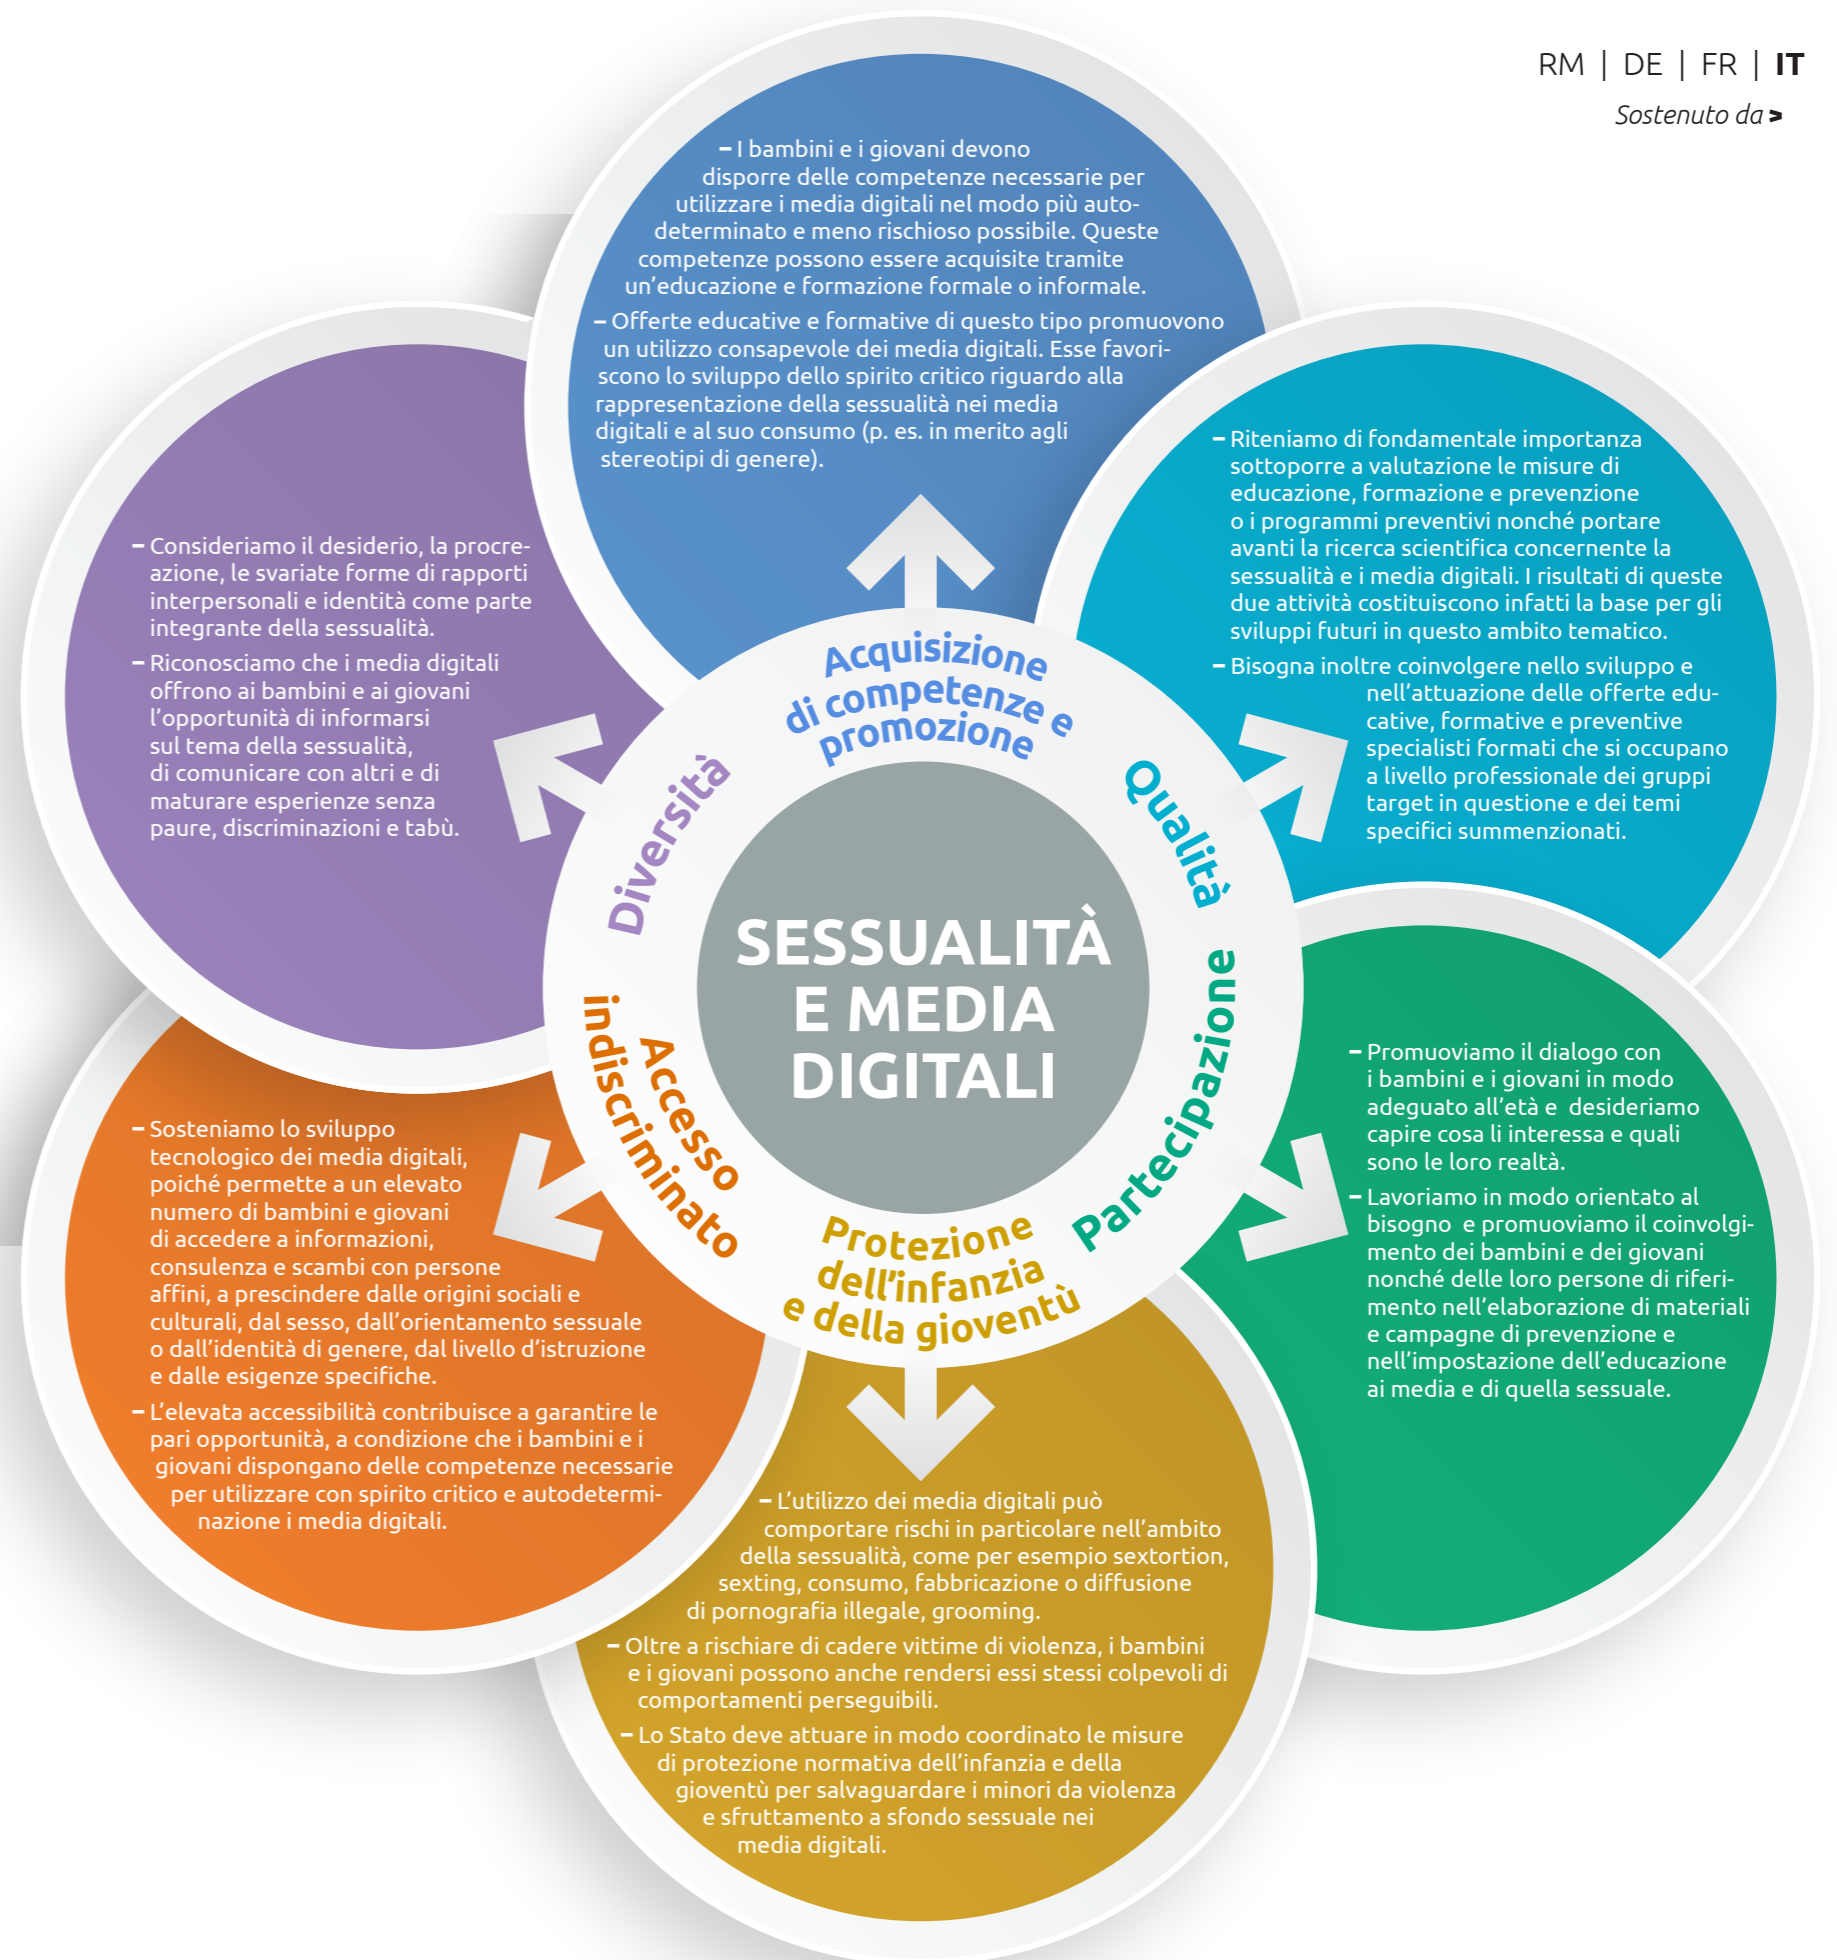 RM | DE | FR | IT
Sostenuto da >
– I bambini e i giovani devono
disporre delle competenze necessarie per
utilizzare i media digitali nel modo più auto-
determinato e meno rischioso possibile. Queste
competenze possono essere acquisite tramite
un’educazione e formazione formale o informale.
– Offerte educative e formative di questo tipo promuovono
un utilizzo consapevole dei media digitali. Esse favori-
scono lo sviluppo dello spirito critico riguardo alla
rappresentazione della sessualità nei media
digitali e al suo consumo (p. es. in merito agli
stereotipi di genere).
– Riteniamo di fondamentale importanza
sottoporre a valutazione le misure di
educazione, formazione e prevenzione
o i programmi preventivi nonché portare
avanti la ricerca scientifica concernente la
sessualità e i media digitali. I risultati di queste
due attività costituiscono infatti la base per gli
sviluppi futuri in questo ambito tematico.
– Bisogna inoltre coinvolgere nello sviluppo e
nell’attuazione delle offerte edu-
cative, formative e preventive
specialisti formati che si occupano
a livello professionale dei gruppi
target in questione e dei temi
specifici summenzionati.
– Consideriamo il desiderio, la procre-
azione, le svariate forme di rapporti
interpersonali e identità come parte
integrante della sessualità.
– Riconosciamo che i media digitali
offrono ai bambini e ai giovani
l’opportunità di informarsi
sul tema della sessualità,
di comunicare con altri e di
maturare esperienze senza
paure, discriminazioni e tabù.
Acquisizione
di competenze e
promozione
Diversità
Qualità
SESSUALITÀ
E MEDIA
DIGITALI
Accesso
indiscriminato
Partecipazione
Protezione
dell’infanzia
e della gioventù
– Promuoviamo il dialogo con
i bambini e i giovani in modo
adeguato all’età e desideriamo
capire cosa li interessa e quali
sono le loro realtà.
– Lavoriamo in modo orientato al
bisogno e promuoviamo il coinvolgi-
mento dei bambini e dei giovani
nonché delle loro persone di riferi-
mento nell’elaborazione di materiali
e campagne di prevenzione e
nell’impostazione dell’educazione
ai media e di quella sessuale.
– Sosteniamo lo sviluppo
tecnologico dei media digitali,
poiché permette a un elevato
numero di bambini e giovani
di accedere a informazioni,
consulenza e scambi con persone
affini, a prescindere dalle origini sociali e
culturali, dal sesso, dall’orientamento sessuale
o dall’identità di genere, dal livello d’istruzione
e dalle esigenze specifiche.
– L’elevata accessibilità contribuisce a garantire le
pari opportunità, a condizione che i bambini e i
giovani dispongano delle competenze necessarie
per utilizzare con spirito critico e autodetermi-
nazione i media digitali.
– L’utilizzo dei media digitali può
comportare rischi in particolare nell’ambito
della sessualità, come per esempio sextortion,
sexting, consumo, fabbricazione o diffusione
di pornografia illegale, grooming.
– Oltre a rischiare di cadere vittime di violenza, i bambini
e i giovani possono anche rendersi essi stessi colpevoli di
comportamenti perseguibili.
– Lo Stato deve attuare in modo coordinato le misure
di protezione normativa dell’infanzia e della
gioventù per salvaguardare i minori da violenza
e sfruttamento a sfondo sessuale nei
media digitali.